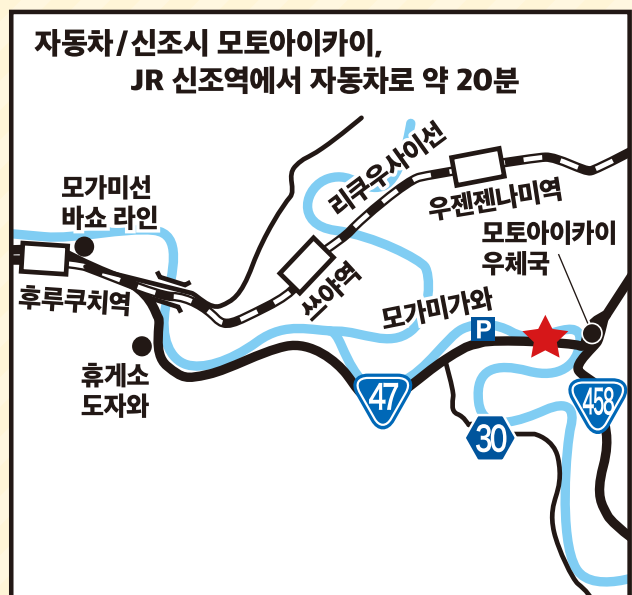 자동차/신조시 모토아이카이,
JR 신조역에서 자동차로 약 20분
리쿠우사이선
모가미선
바쇼 라인
우젠젠나미역
모토아이카이
우체국
후루쿠치역
쓰야역
모가미가와
P
휴게소
도자와
47
458
30